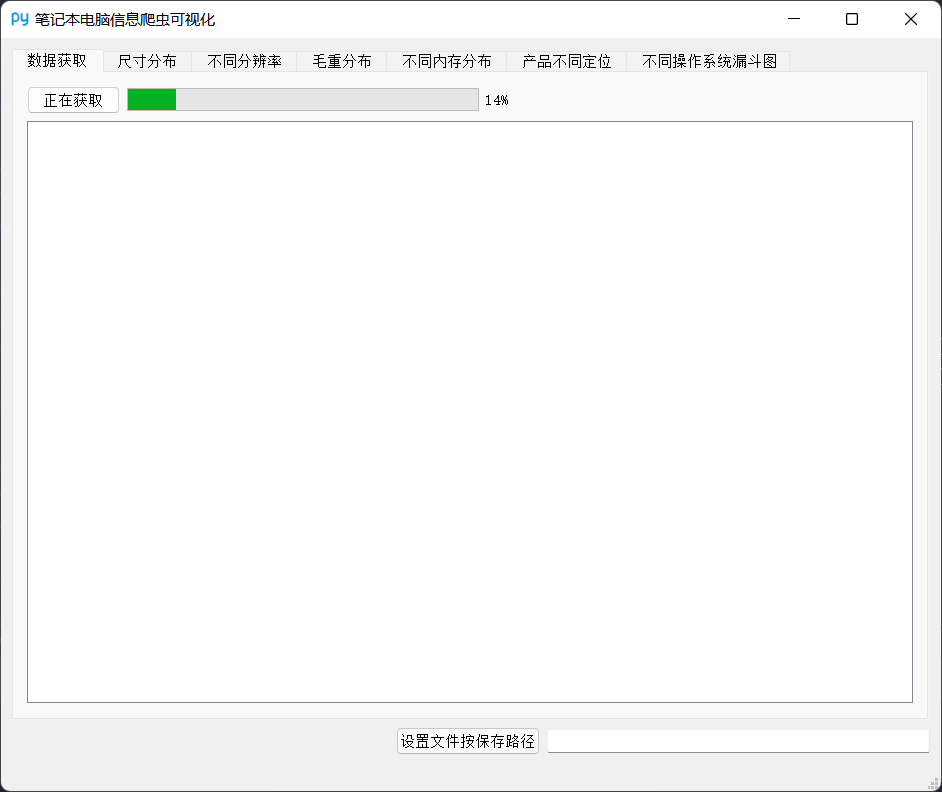 PY 笔记本电脑信息爬虫可视化
数据获取 尺寸分布 不同分辨率 毛重分布 不同内存分布 产品不同定位 不同操作系统漏斗图
正在获取 14%
设置文件按保存路径